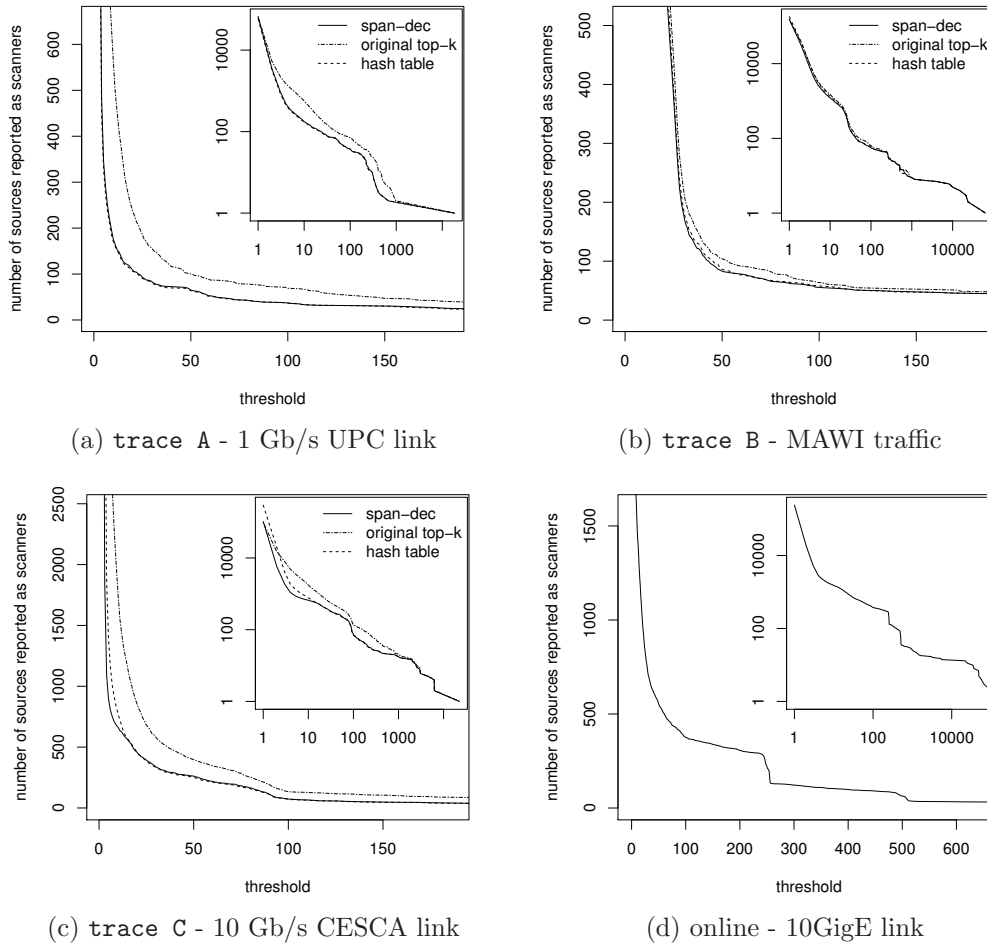 number of sources reported as scanners
0 100 200 300 400 500 600
0 50 100 150
threshold
span-dec
original top-k
hash table
1 100 10000
1 10 100 1000
(a) trace A - 1 Gb/s UPC link
number of sources reported as scanners
0 100 200 300 400 500
0 50 100 150
threshold
span-dec
original top-k
hash table
1 100 10000
1 10 100 1000 10000
(b) trace B - MAWI traffic
number of sources reported as scanners
0 500 1000 1500 2000 2500
0 50 100 150
threshold
span-dec
original top-k
hash table
1 100 10000
1 10 100 1000
(c) trace C - 10 Gb/s CESCA link
number of sources reported as scanners
0 500 1000 1500
0 100 200 300 400 500 600
threshold
1 100 10000
1 10 100 10000
(d) online - 10GigE link